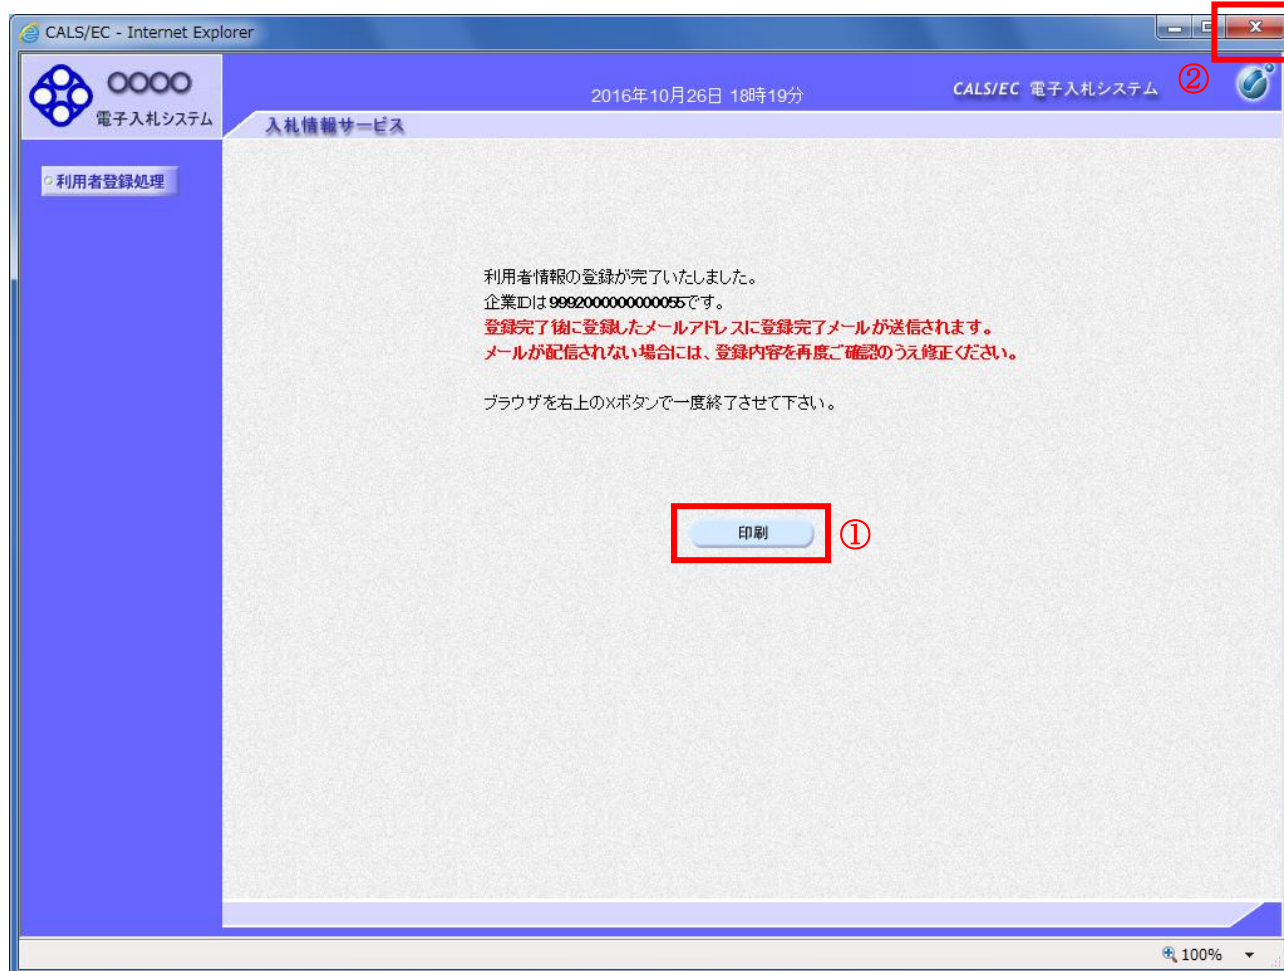 CALS/EC - Internet Explorer
②
○○○○
電子入札システム
2016年10月26日 18時19分
CALS/EC 電子入札システム
入札情報サービス
利用者登録処理
利用者情報の登録が完了いたしました。
企業IDは9992000000000055です。
登録完了後に登録したメールアドレスに登録完了メールが送信されます。
メールが配信されない場合には、登録内容を再度ご確認のうえ修正ください。
ブラウザを右上の×ボタンで一度終了させて下さい。
印刷 ①
100%